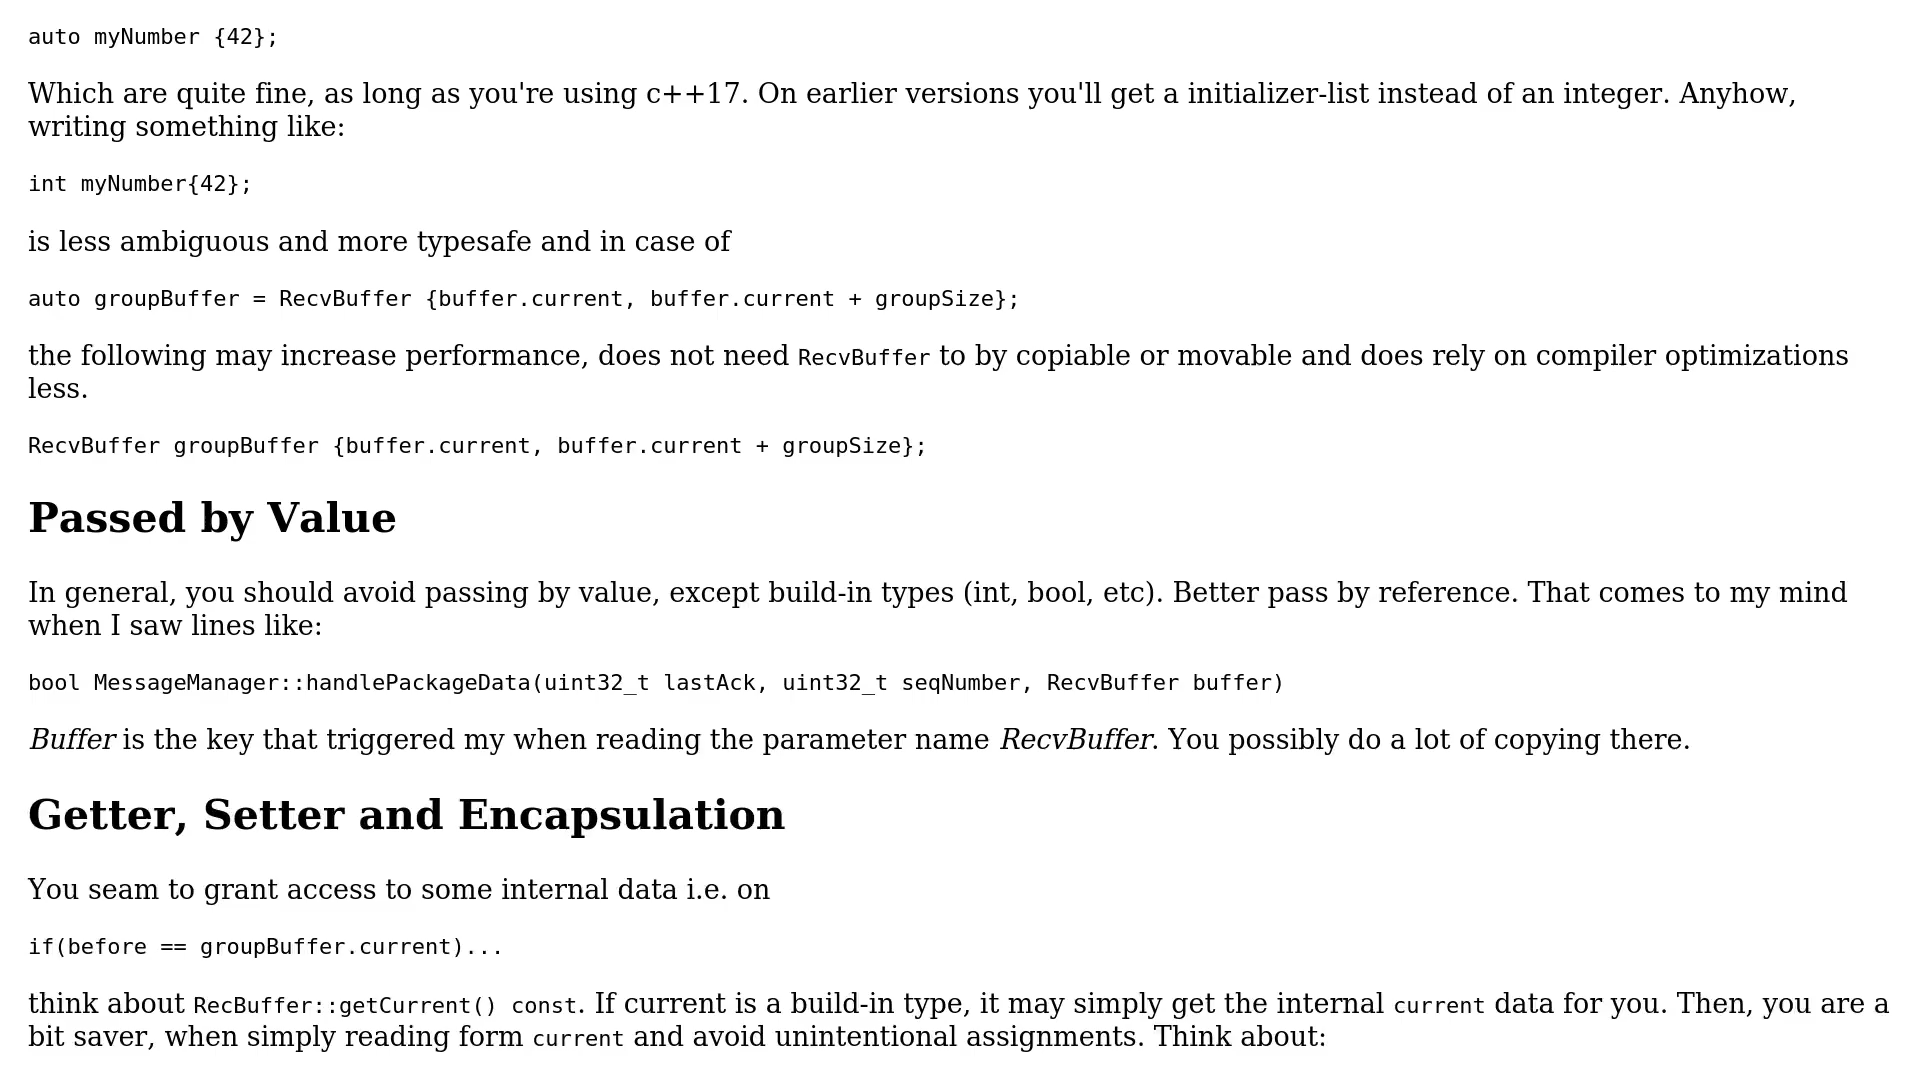 auto myNumber {42};
Which are quite fine, as long as you're using c++17. On earlier versions you'll get a initializer-list instead of an integer. Anyhow,
writing something like:
int myNumber{42};
is less ambiguous and more typesafe and in case of
auto groupBuffer = RecvBuffer {buffer.current, buffer.current + groupSize};
the following may increase performance, does not need RecvBuffer to by copiable or movable and does rely on compiler optimizations
less.
RecvBuffer groupBuffer {buffer.current, buffer.current + groupSize};
Passed by Value
In general, you should avoid passing by value, except build-in types (int, bool, etc). Better pass by reference. That comes to my mind
when I saw lines like:
bool MessageManager::handlePackageData(uint32_t lastAck, uint32_t seqNumber, RecvBuffer buffer)
Buffer is the key that triggered my when reading the parameter name RecvBuffer. You possibly do a lot of copying there.
Getter, Setter and Encapsulation
You seam to grant access to some internal data i.e. on
if(before == groupBuffer.current)...
think about RecBuffer::getCurrent() const. If current is a build-in type, it may simply get the internal current data for you. Then, you are a
bit saver, when simply reading form current and avoid unintentional assignments. Think about: